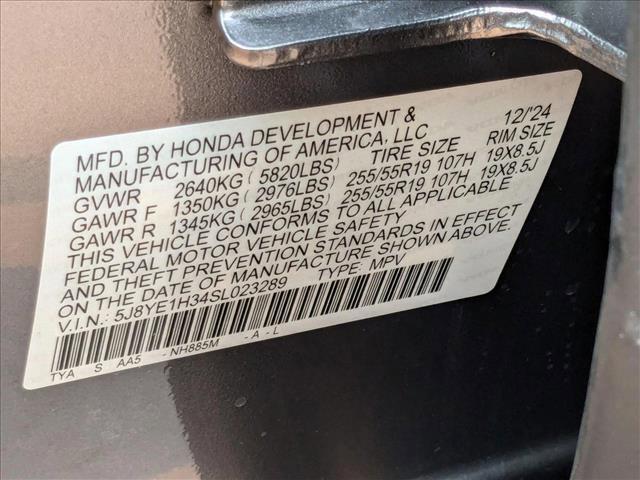 MFD. BY HONDA DEVELOPMENT & 12/'24
MANUFACTURING OF AMERICA, LLC
GVWR 2640KG (5820LBS) TIRE SIZE RIM SIZE
GAWR F 1350KG (2976LBS) 255/55R19 107H 19X8.5J
GAWR R 1345KG (2965LBS) 255/55R19 107H 19X8.5J
THIS VEHICLE CONFORMS TO ALL APPLICABLE
FEDERAL MOTOR VEHICLE SAFETY
AND THEFT PREVENTION STANDARDS IN EFFECT
ON THE DATE OF MANUFACTURE SHOWN ABOVE.
V.I.N.: 5J8YE1H34SL023289 TYPE: MPV
TYA S AA5 -NH885M -A-L